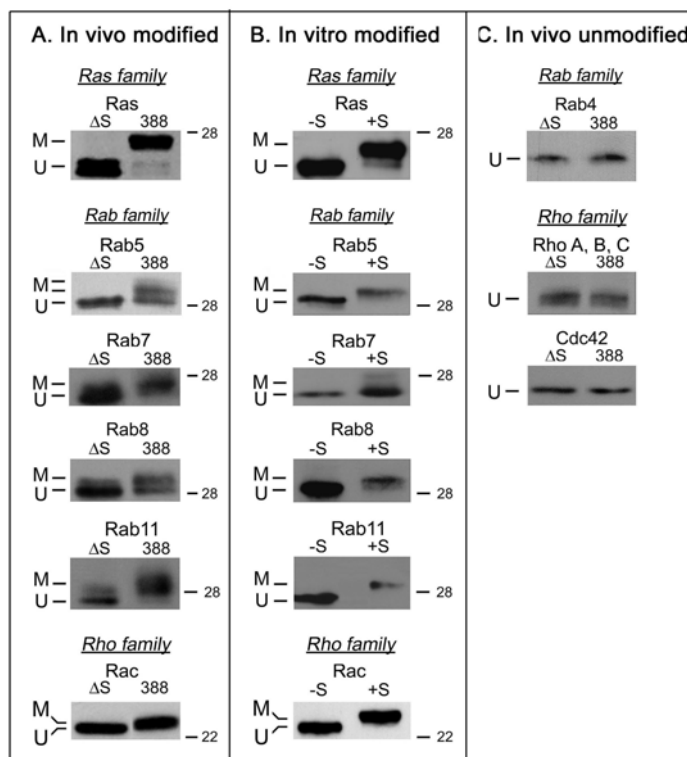 A. In vivo modified
Ras family
Ras
ΔS 388
M
U
28
Rab family
Rab5
ΔS 388
M
U
28
Rab7
ΔS 388
M
U
28
Rab8
ΔS 388
M
U
28
Rab11
ΔS 388
M
U
28
Rho family
Rac
ΔS 388
M
U
22
B. In vitro modified
Ras family
Ras
-S +S
M
U
28
Rab family
Rab5
-S +S
M
U
28
Rab7
-S +S
M
U
28
Rab8
-S +S
M
U
28
Rab11
-S +S
M
U
28
Rho family
Rac
-S +S
M
U
22
C. In vivo unmodified
Rab family
Rab4
ΔS 388
U
Rho family
Rho A, B, C
ΔS 388
U
Cdc42
ΔS 388
U